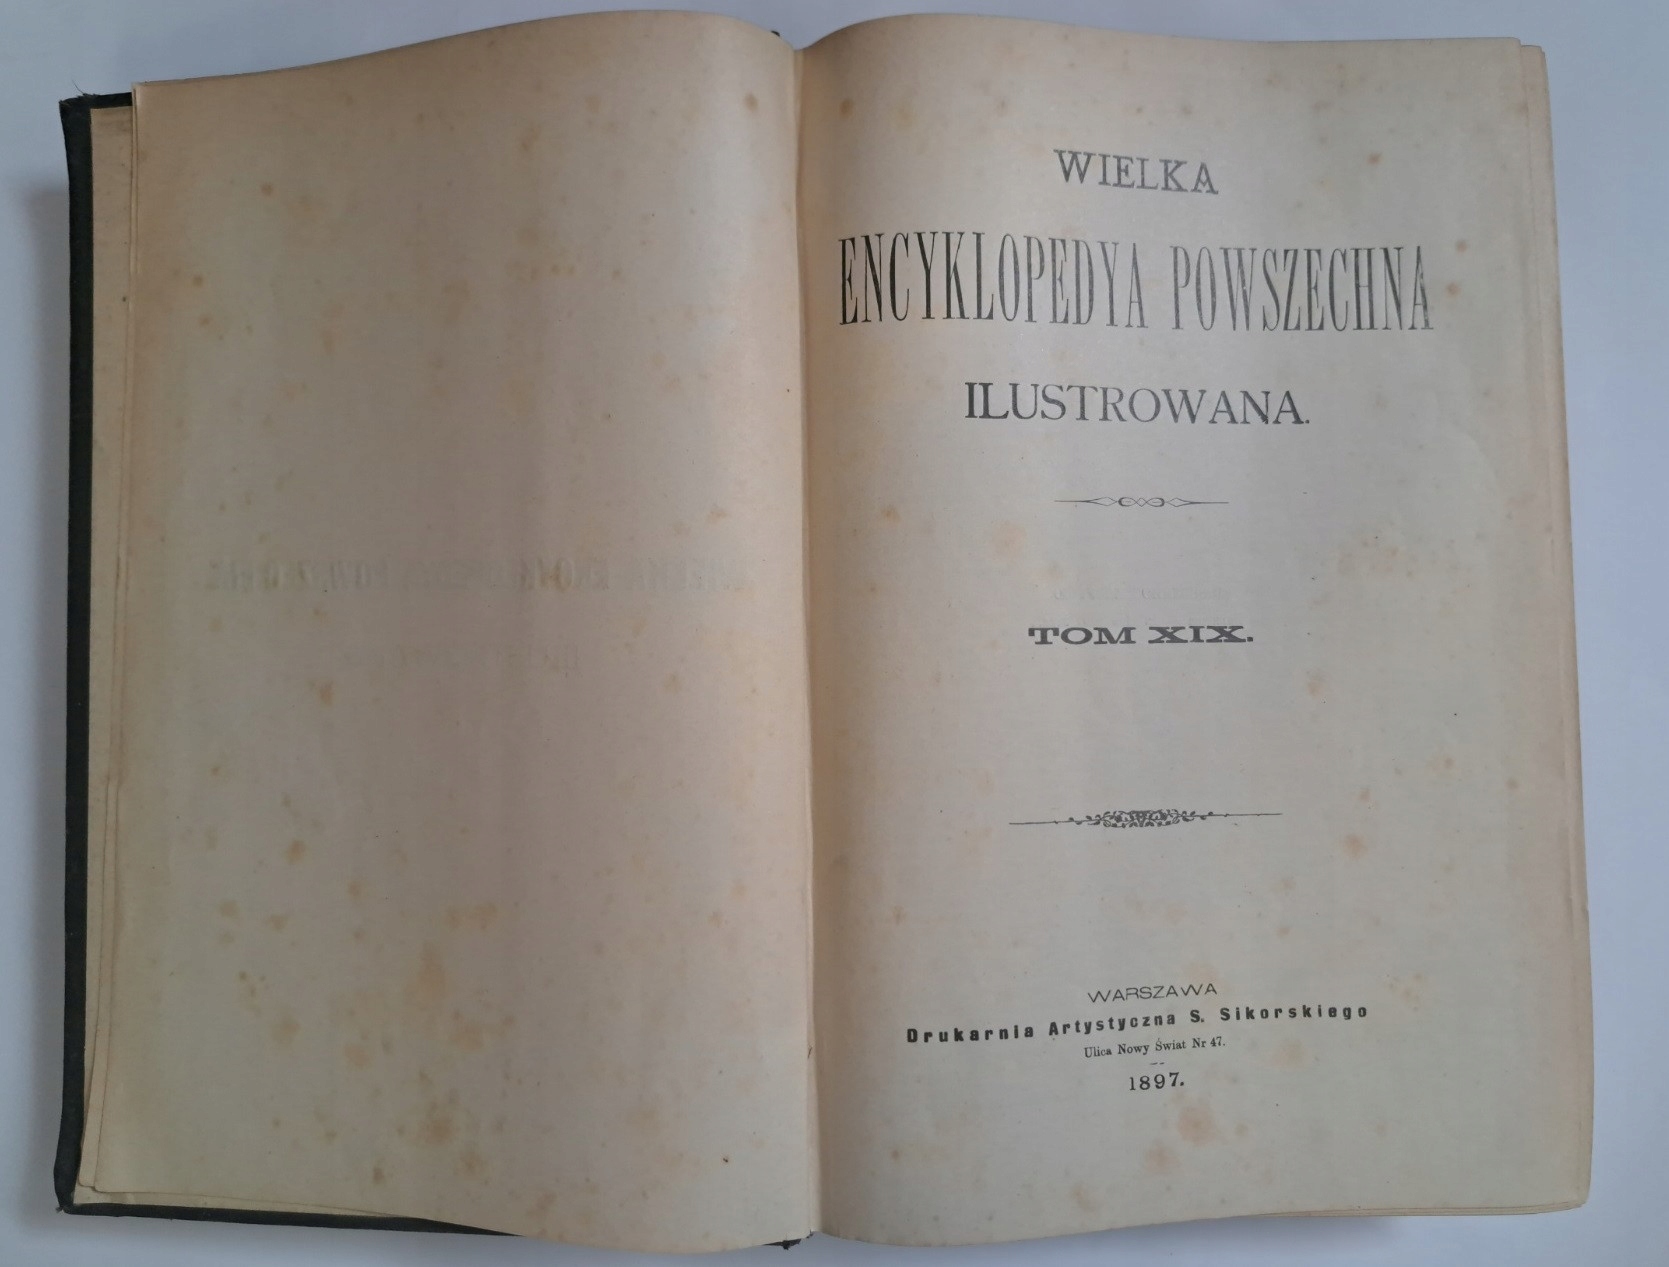 WIELKA
ENCYKLOPEDYA POWSZECHNA
ILUSTROWANA.
TOM XIX.
WARSZAWA
Drukarnia Artystyczna S. Sikorskiego
Ulica Nowy Świat Nr 47.
1897.